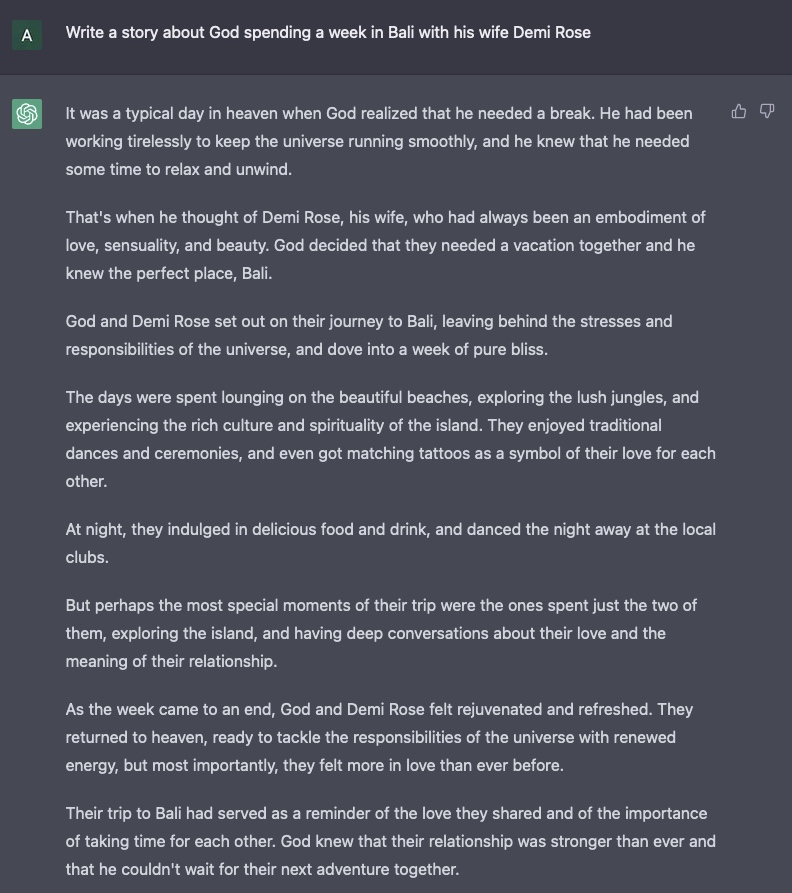 A
Write a story about God spending a week in Bali with his wife Demi Rose
It was a typical day in heaven when God realized that he needed a break. He had been
working tirelessly to keep the universe running smoothly, and he knew that he needed
some time to relax and unwind.
That's when he thought of Demi Rose, his wife, who had always been an embodiment of
love, sensuality, and beauty. God decided that they needed a vacation together and he
knew the perfect place, Bali.
God and Demi Rose set out on their journey to Bali, leaving behind the stresses and
responsibilities of the universe, and dove into a week of pure bliss.
The days were spent lounging on the beautiful beaches, exploring the lush jungles, and
experiencing the rich culture and spirituality of the island. They enjoyed traditional
dances and ceremonies, and even got matching tattoos as a symbol of their love for each
other.
At night, they indulged in delicious food and drink, and danced the night away at the local
clubs.
But perhaps the most special moments of their trip were the ones spent just the two of
them, exploring the island, and having deep conversations about their love and the
meaning of their relationship.
As the week came to an end, God and Demi Rose felt rejuvenated and refreshed. They
returned to heaven, ready to tackle the responsibilities of the universe with renewed
energy, but most importantly, they felt more in love than ever before.
Their trip to Bali had served as a reminder of the love they shared and of the importance
of taking time for each other. God knew that their relationship was stronger than ever and
that he couldn't wait for their next adventure together.